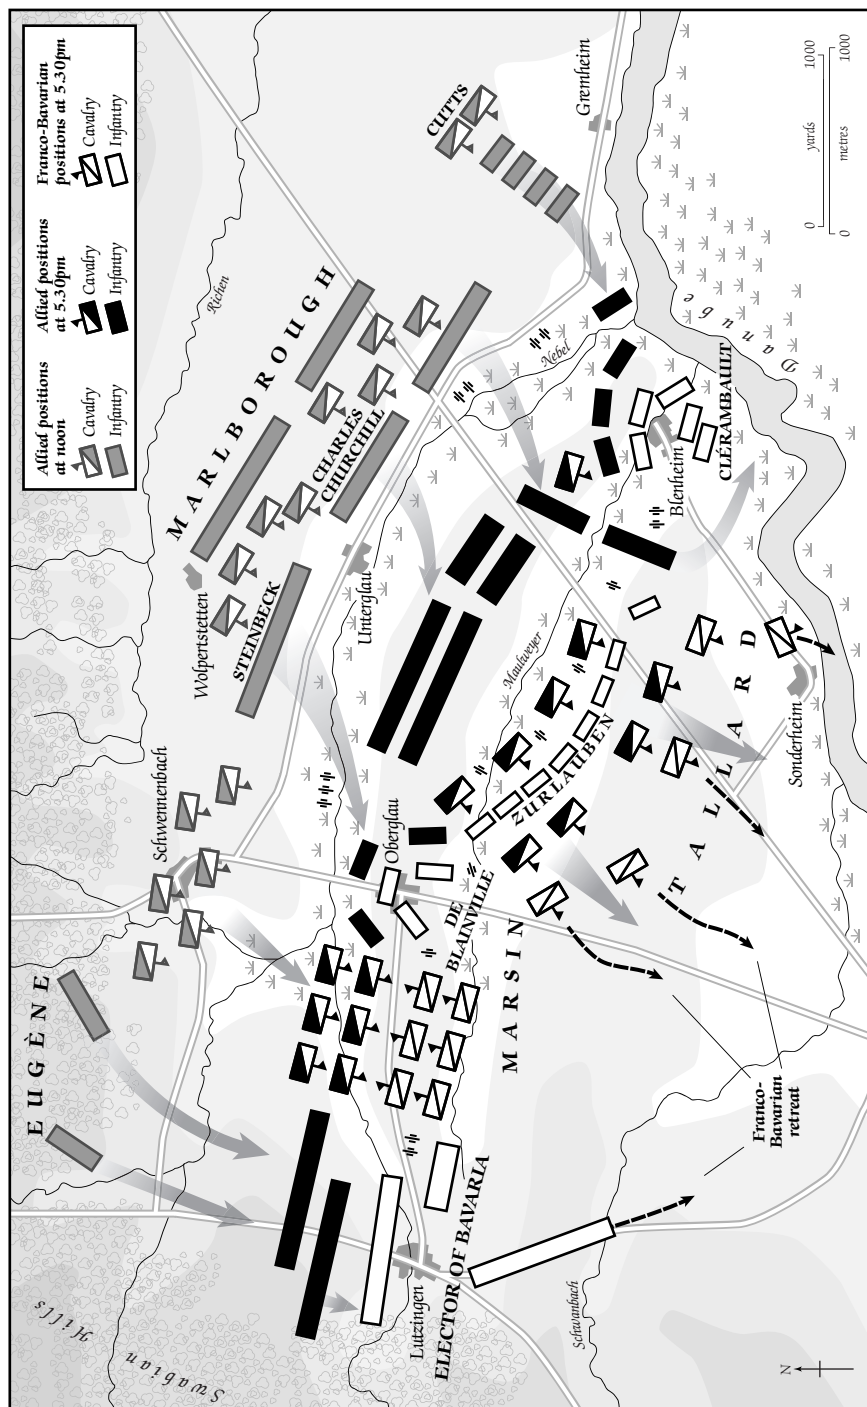 Allied positions
at noon
Cavalry
Infantry
Allied positions
at 5.30pm
Cavalry
Infantry
Franco-Bavarian
positions at 5.30pm
Cavalry
Infantry
Swabian
Hills
EUGÈNE
Schwennenbach
Wolpertstetten
STEINBECK
MARLBOROUGH
Richen
CHARLES
CHURCHILL
CUTTS
Gremheim
Unterglau
Nebel
Oberglau
DE
BLAINVILLE
Maulweyer
ZURLAUBEN
Blenheim
CLÉRAMBAULT
Danube
Lutzingen
ELECTOR OF BAVARIA
MARSIN
TALLARD
Sonderheim
Schwanbach
Franco-
Bavarian
retreat
N
0 yards 1000
0 metres 1000